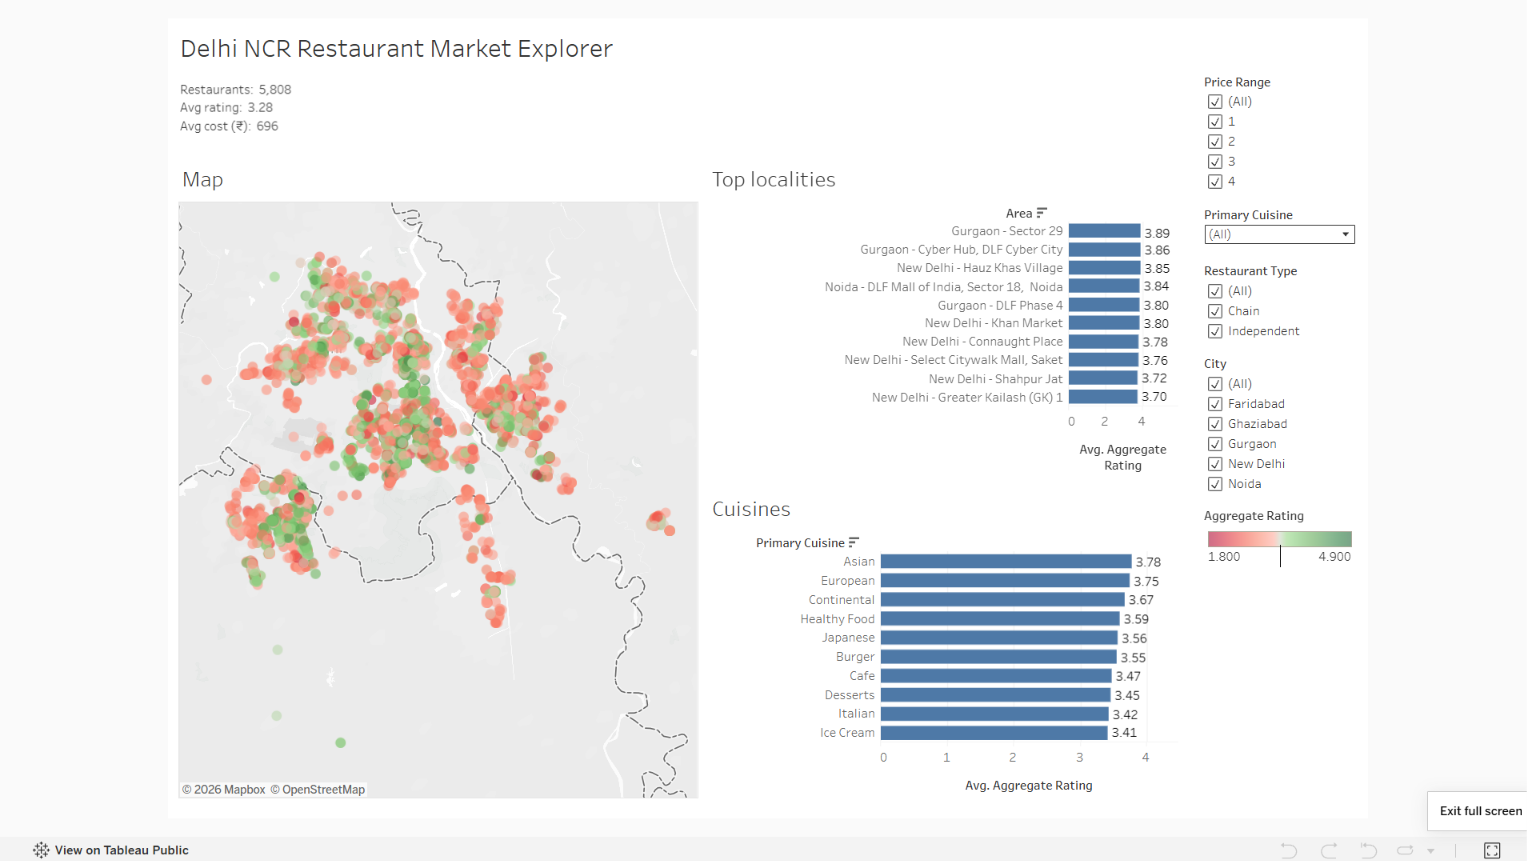 Delhi NCR Restaurant Market Explorer
Restaurants: 5,808
Avg rating: 3.28
Avg cost (₹): 696
Map
© 2026 Mapbox © OpenStreetMap
Top localities
Area
Gurgaon - Sector 29 3.89
Gurgaon - Cyber Hub, DLF Cyber City 3.86
New Delhi - Hauz Khas Village 3.85
Noida - DLF Mall of India, Sector 18, Noida 3.84
Gurgaon - DLF Phase 4 3.80
New Delhi - Khan Market 3.80
New Delhi - Connaught Place 3.78
New Delhi - Select Citywalk Mall, Saket 3.76
New Delhi - Shahpur Jat 3.72
New Delhi - Greater Kailash (GK) 1 3.70
0 2 4
Avg. Aggregate
Rating
Cuisines
Primary Cuisine
Asian 3.78
European 3.75
Continental 3.67
Healthy Food 3.59
Japanese 3.56
Burger 3.55
Cafe 3.47
Desserts 3.45
Italian 3.42
Ice Cream 3.41
0 1 2 3 4
Avg. Aggregate Rating
Price Range
(All)
1
2
3
4
Primary Cuisine
(All)
Restaurant Type
(All)
Chain
Independent
City
(All)
Faridabad
Ghaziabad
Gurgaon
New Delhi
Noida
Aggregate Rating
1.800 4.900
Exit full screen
View on Tableau Public